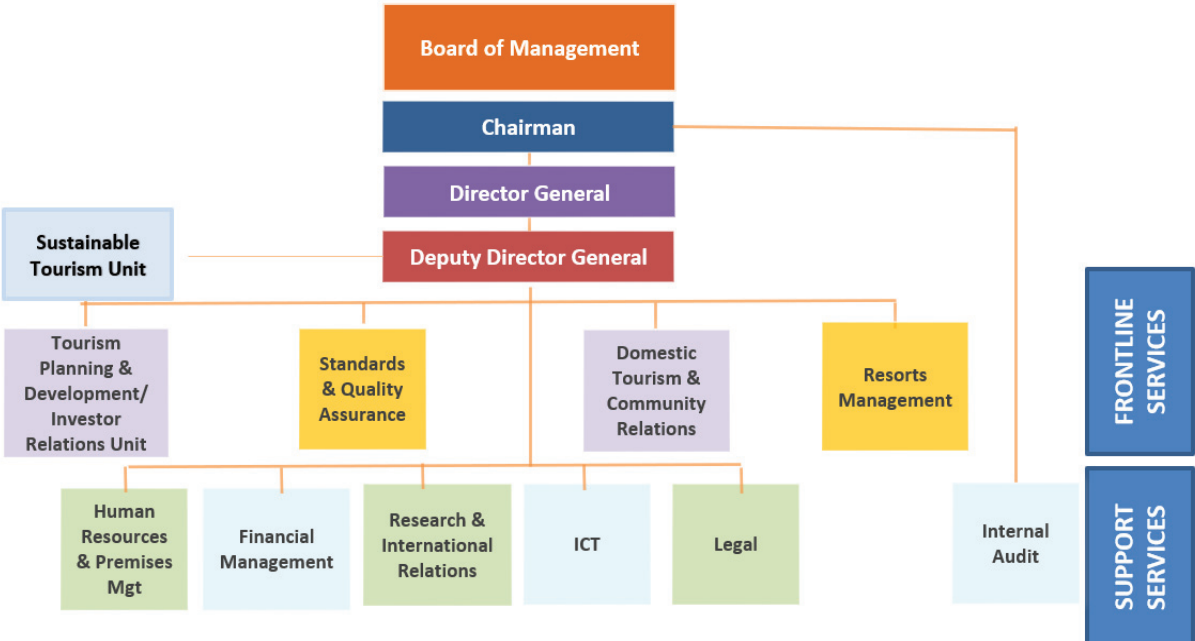 Board of Management
Chairman
Director General
Sustainable
Tourism Unit
Deputy Director General
Tourism
Planning &
Development/
Investor
Relations Unit
Standards
& Quality
Assurance
Domestic
Tourism &
Community
Relations
Resorts
Management
FRONTLINE
SERVICES
Human
Resources
& Premises
Mgt
Financial
Management
Research &
International
Relations
ICT
Legal
Internal
Audit
SUPPORT
SERVICES